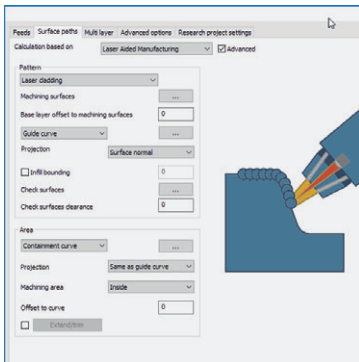 Feeds Surface paths Multi layer Advanced options Research project settings
Calculation based on Laser Aided Manufacturing Advanced
Pattern
Laser cladding
Machining surfaces ...
Base layer offset to machining surfaces 0
Guide curve ...
Projection Surface normal
Infill bounding 0
Check surfaces ...
Check surfaces clearance 0
Area
Containment curve ...
Projection Same as guide curve
Machining area Inside
Offset to curve 0
Extend/trim